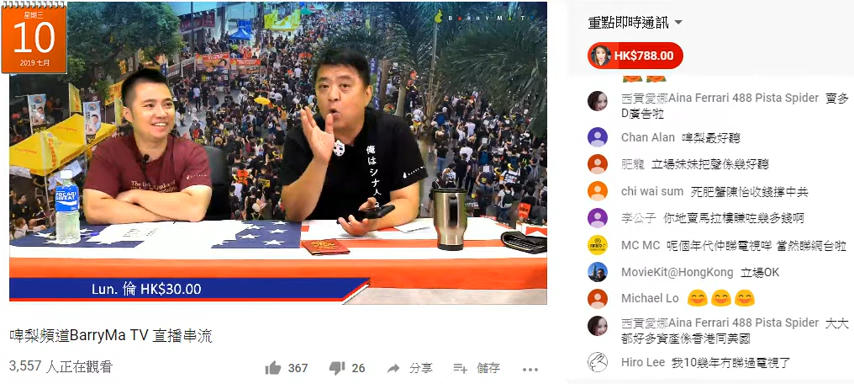 星期三
10
2019 七月
BarryMa T
俺はシナ人
POCARI SWEAT
Lun. 倫 HK$30.00
啤梨頻道BarryMa TV 直播串流
3,557 人正在觀看
367
26
分享
儲存
重點即時通訊
HK$788.00
西貢愛娜Aina Ferrari 488 Pista Spider 賣多
D廣告啦
Chan Alan 啤梨最好聽
肥龍 立場妹妹把聲係幾好聽
chi wai sum 死肥蟹陳怡收錢撐中共
李公子 你地賣馬拉樓賺咗幾多錢啊
MC MC 呢個年代仲睇電視咩 當然睇網台啦
MovieKit@HongKong 立場OK
Michael Lo 😊😊😊
西貢愛娜Aina Ferrari 488 Pista Spider 大大
都好多資產係香港同美國
Hiro Lee 我10幾年冇睇過電視了